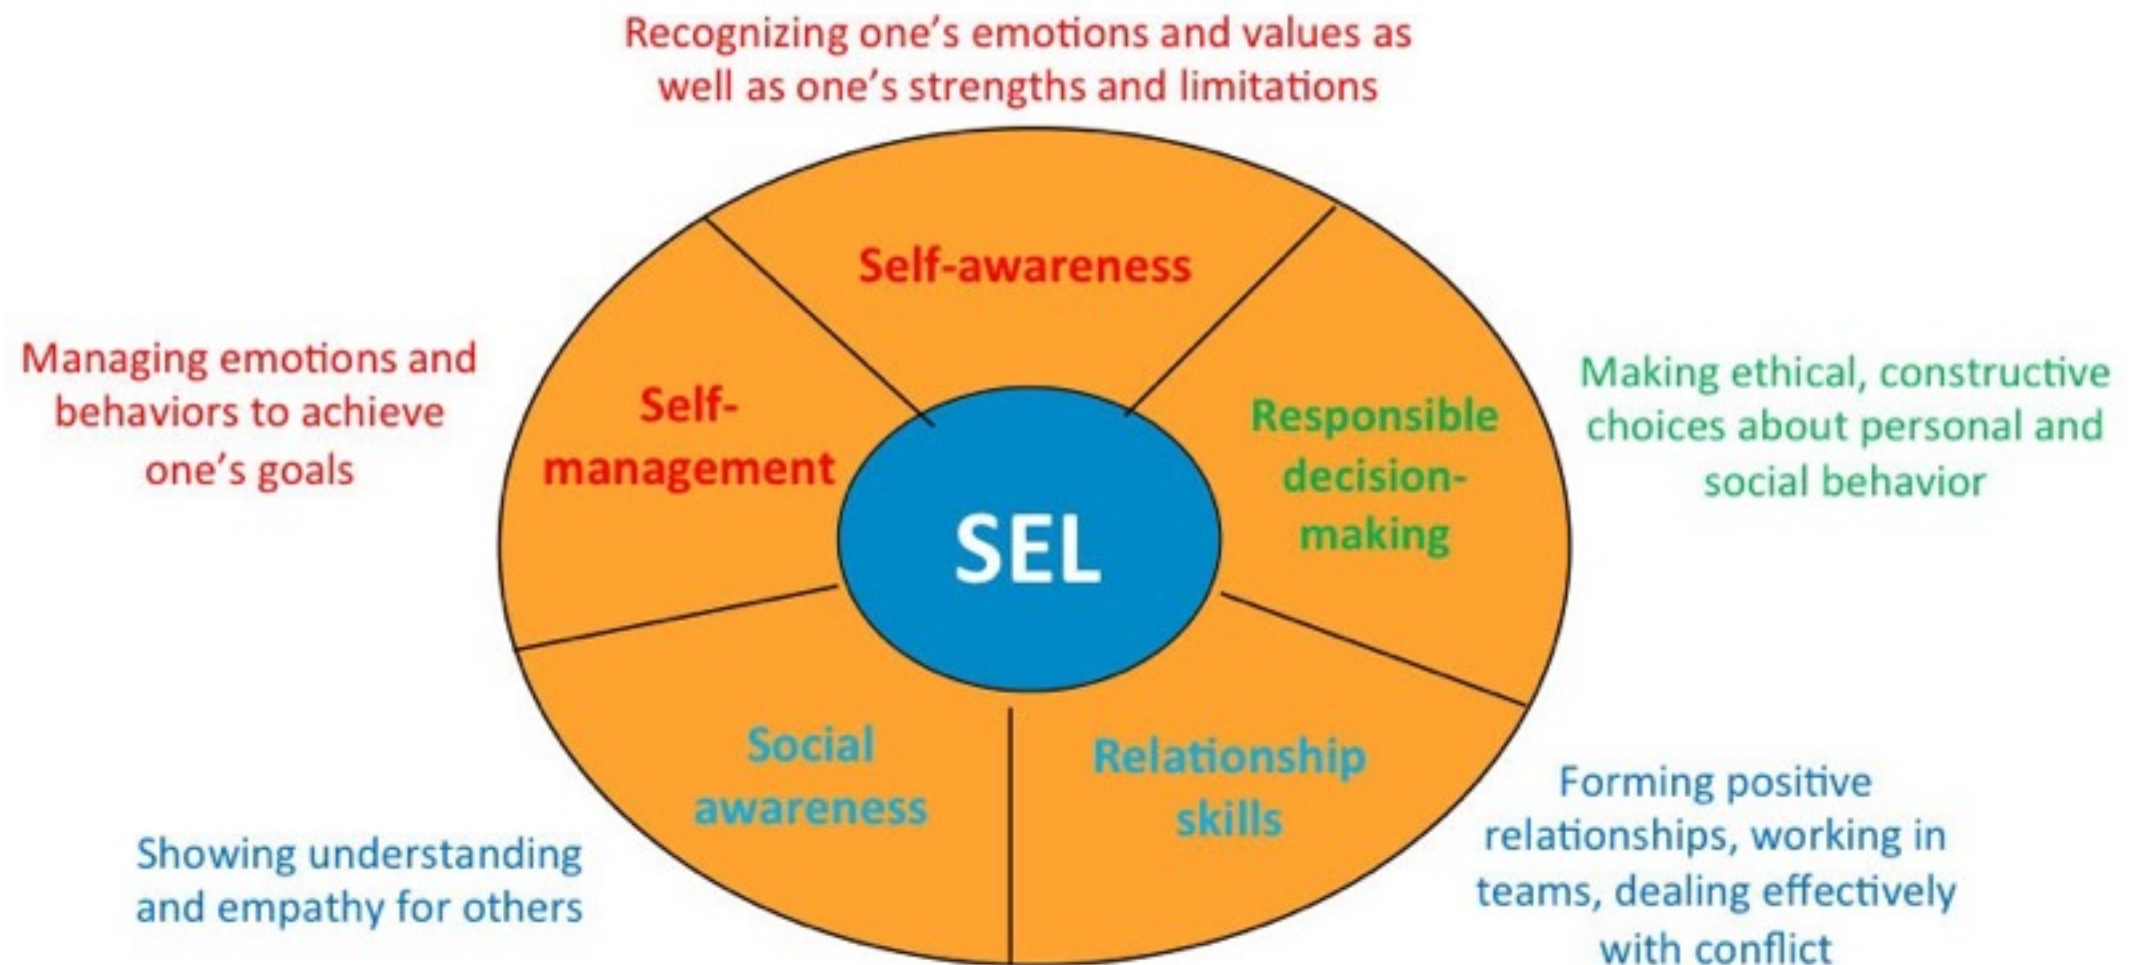 Recognizing one’s emotions and values as
well as one’s strengths and limitations
Self-awareness
Managing emotions and
behaviors to achieve
one’s goals
Self-
management
SEL
Responsible
decision-
making
Making ethical, constructive
choices about personal and
social behavior
Social
awareness
Showing understanding
and empathy for others
Relationship
skills
Forming positive
relationships, working in
teams, dealing effectively
with conflict